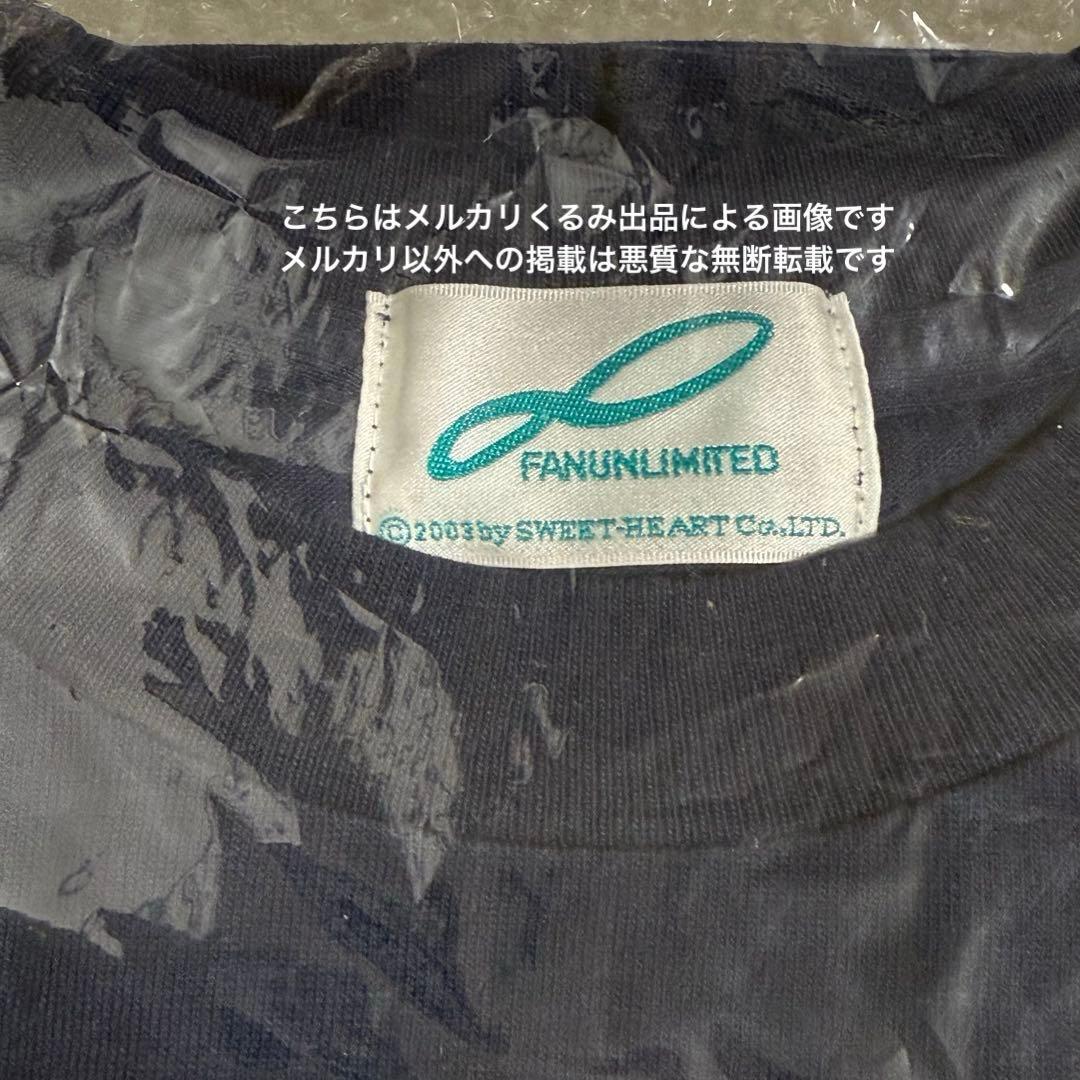 こちらはメルカリくるみ出品による画像です
メルカリ以外への掲載は悪質な無断転載です
FANUNLIMITED
©2003 by SWEET-HEART Co.,LTD.